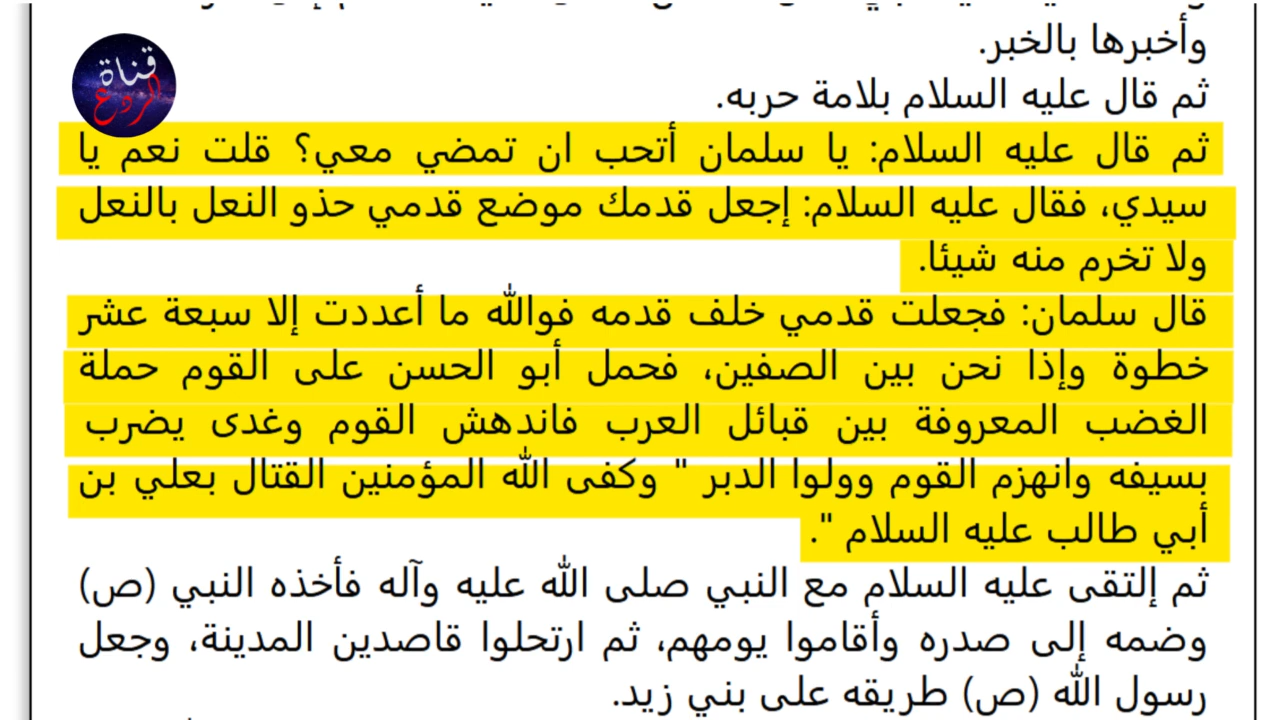 وأخبرها بالخبر.
قناة
الردع
ثم قال عليه السلام بلامة حربه.
ثم قال عليه السلام: يا سلمان أتحب ان تمضي معي؟ قلت نعم يا
سيدي، فقال عليه السلام: إجعل قدمك موضع قدمي حذو النعل بالنعل
ولا تخرم منه شيئا.
قال سلمان: فجعلت قدمي خلف قدمه فوالله ما أعددت إلا سبعة عشر
خطوة وإذا نحن بين الصفين، فحمل أبو الحسن على القوم حملة
الغضب المعروفة بين قبائل العرب فاندهش القوم وغدى يضرب
بسيفه وانهزم القوم وولوا الدبر " وكفى الله المؤمنين القتال بعلي بن
أبي طالب عليه السلام ".
ثم إلتقى عليه السلام مع النبي صلى الله عليه وآله فأخذه النبي (ص)
وضمه إلى صدره وأقاموا يومهم، ثم ارتحلوا قاصدين المدينة، وجعل
رسول الله (ص) طريقه على بني زيد.